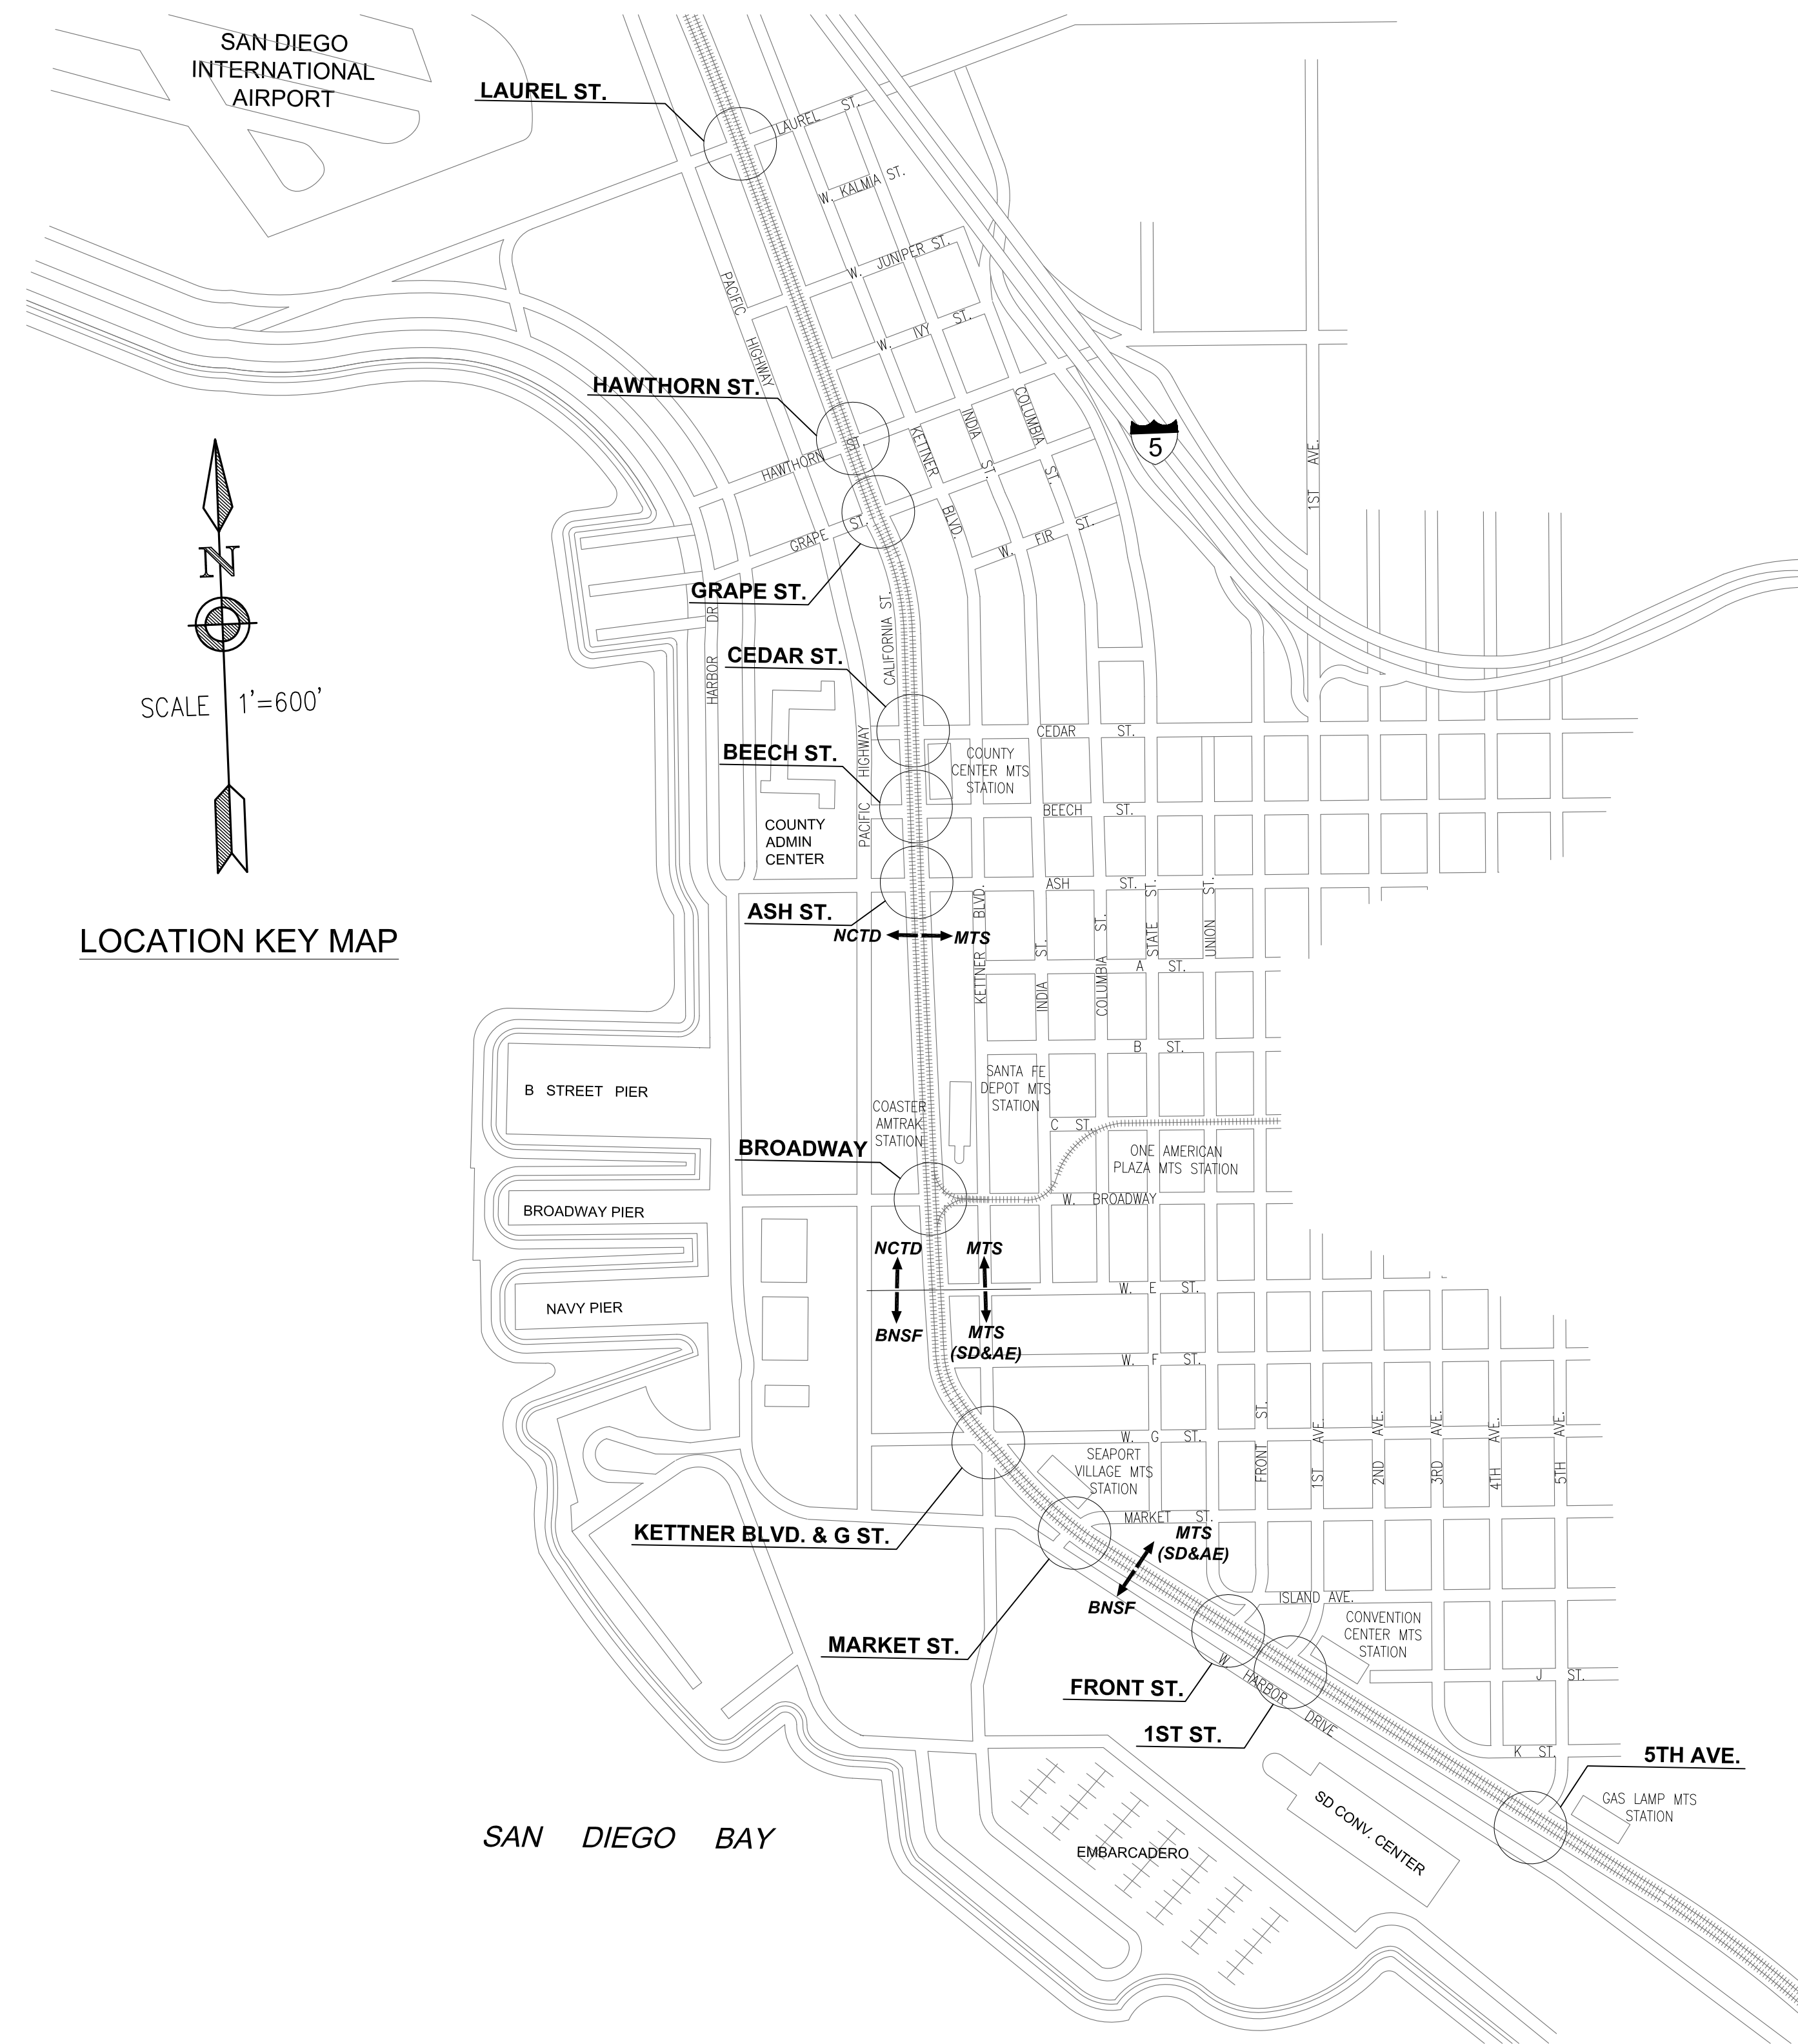 SAN DIEGO
INTERNATIONAL
AIRPORT
LAUREL ST.
LAUREL ST.
W. KALMIA ST.
W. JUNIPER ST.
W. IVY ST.
PACIFIC HIGHWAY
HAWTHORN ST.
HAWTHORN ST.
KETTNER BLVD.
INDIA ST.
COLUMBIA ST.
5
1ST AVE.
GRAPE ST.
W. FIR ST.
GRAPE ST.
N
SCALE 1'=600'
LOCATION KEY MAP
HARBOR DR
CALIFORNIA ST.
CEDAR ST.
CEDAR ST.
BEECH ST.
COUNTY
CENTER MTS
STATION
PACIFIC HIGHWAY
BEECH ST.
COUNTY
ADMIN
CENTER
ASH ST.
ASH ST.
NCTD
MTS
KETTNER BLVD.
INDIA ST.
COLUMBIA ST.
STATE ST.
UNION ST.
A ST.
B ST.
B STREET PIER
SANTA FE
DEPOT MTS
STATION
COASTER
AMTRAK
STATION
C ST.
BROADWAY
ONE AMERICAN
PLAZA MTS STATION
W. BROADWAY
BROADWAY PIER
NCTD
MTS
W. E ST.
NAVY PIER
BNSF
MTS
(SD&AE)
W. F ST.
W. G ST.
FRONT ST.
1ST AVE.
2ND AVE.
3RD AVE.
4TH AVE.
5TH AVE.
SEAPORT
VILLAGE MTS
STATION
KETTNER BLVD. & G ST.
MARKET ST.
MTS
(SD&AE)
BNSF
ISLAND AVE.
MARKET ST.
CONVENTION
CENTER MTS
STATION
FRONT ST.
W HARBOR DRIVE
J ST.
1ST ST.
K ST.
5TH AVE.
GAS LAMP MTS
STATION
SD CONV. CENTER
SAN DIEGO BAY
EMBARCADERO